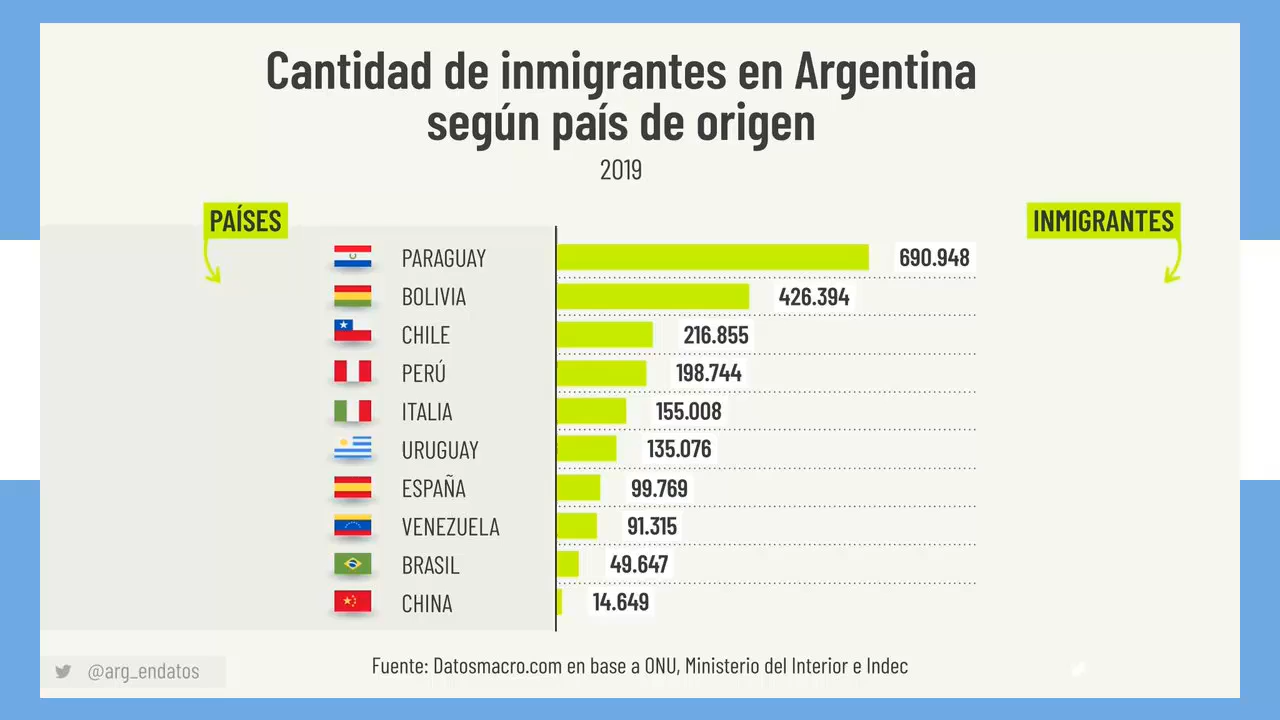 Cantidad de inmigrantes en Argentina
según país de origen
2019
PAÍSES
INMIGRANTES
PARAGUAY 690.948
BOLIVIA 426.394
CHILE 216.855
PERÚ 198.744
ITALIA 155.008
URUGUAY 135.076
ESPAÑA 99.769
VENEZUELA 91.315
BRASIL 49.647
CHINA 14.649
@arg_endatos
Fuente: Datosmacro.com en base a ONU, Ministerio del Interior e Indec